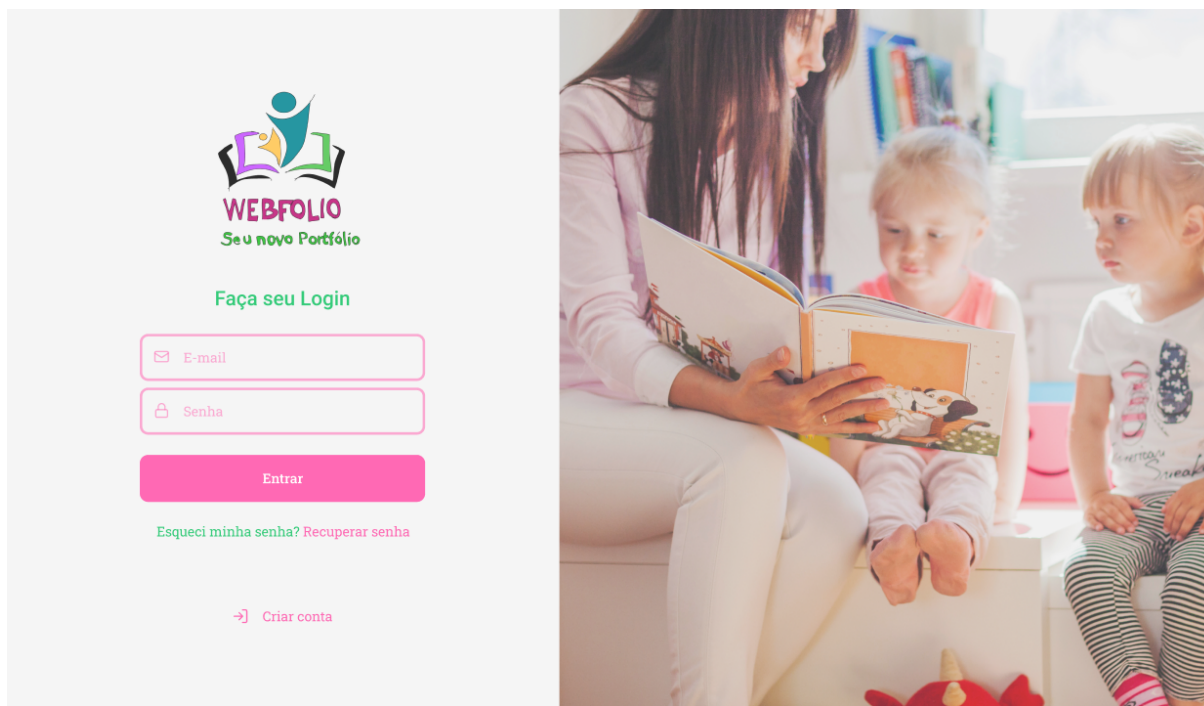 WEBFOLIO
Seu novo Portfólio
Faça seu Login
E-mail
Senha
Entrar
Esqueci minha senha? Recuperar senha
Criar conta